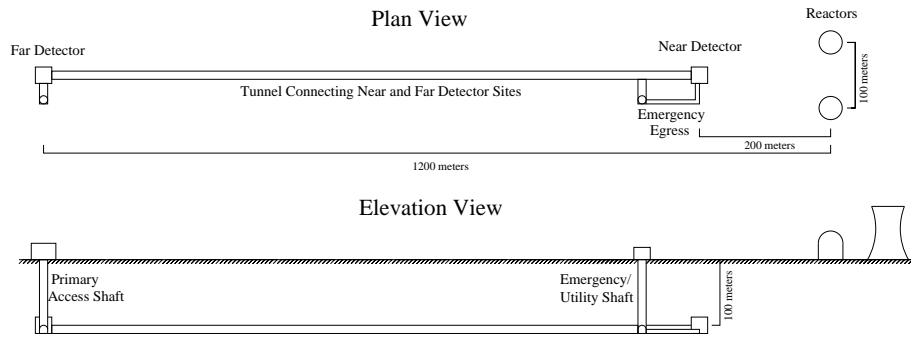 Plan View
Reactors
Far Detector
Near Detector
Tunnel Connecting Near and Far Detector Sites
100 meters
Emergency
Egress
200 meters
1200 meters
Elevation View
Primary
Access Shaft
Emergency/
Utility Shaft
100 meters